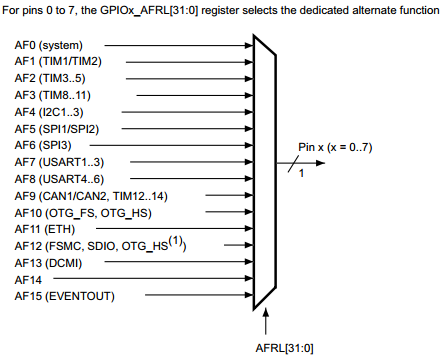 For pins 0 to 7, the GPIOx_AFRL[31:0] register selects the dedicated alternate function
AF0 (system)
AF1 (TIM1/TIM2)
AF2 (TIM3..5)
AF3 (TIM8..11)
AF4 (I2C1..3)
AF5 (SPI1/SPI2)
AF6 (SPI3)
AF7 (USART1..3)
AF8 (USART4..6)
AF9 (CAN1/CAN2, TIM12..14)
AF10 (OTG_FS, OTG_HS)
AF11 (ETH)
AF12 (FSMC, SDIO, OTG_HS(1))
AF13 (DCMI)
AF14
AF15 (EVENTOUT)
Pin x (x = 0..7)
1
AFRL[31:0]